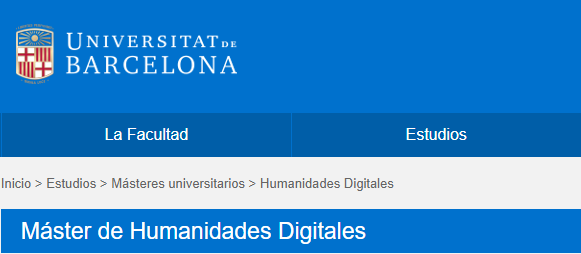 UNIVERSITAT DE
BARCELONA
La Facultad
Estudios
Inicio > Estudios > Másteres universitarios > Humanidades Digitales
Máster de Humanidades Digitales